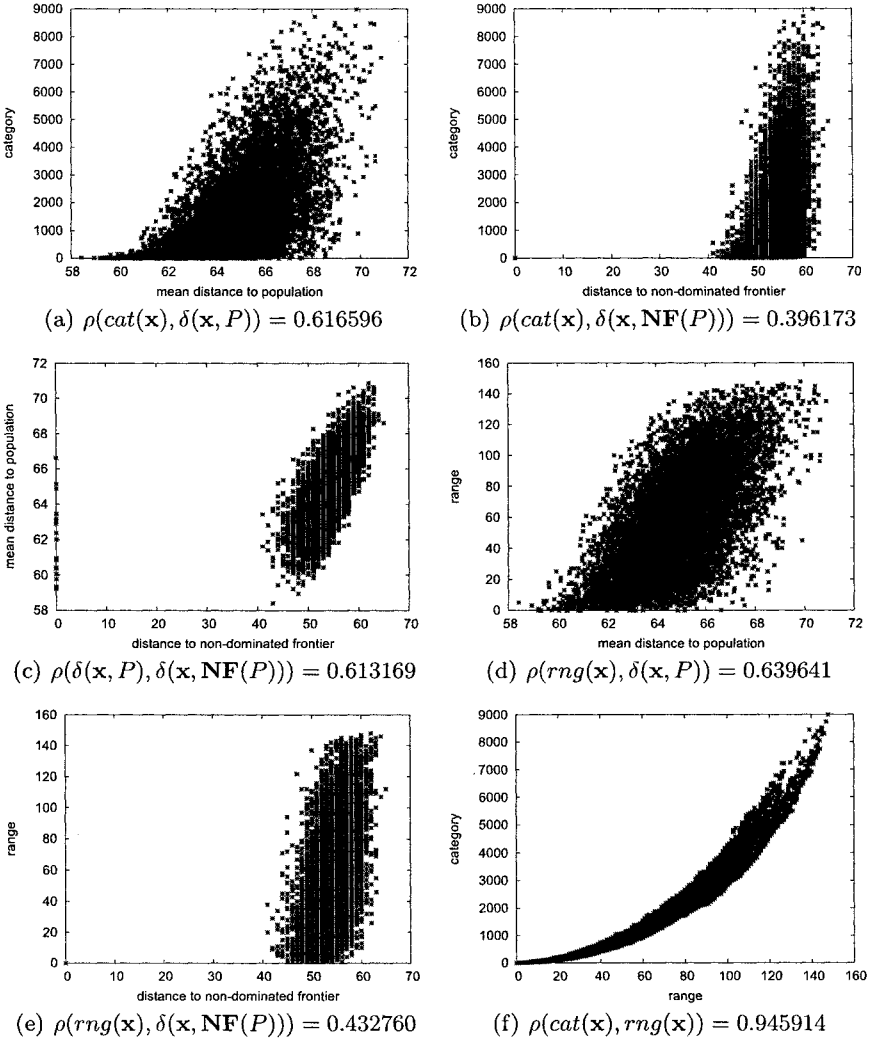 9000
8000
7000
6000
5000
4000
3000
2000
1000
0
category
58 60 62 64 66 68 70 72
mean distance to population
(a) ρ(cat(x), δ(x, P)) = 0.616596
9000
8000
7000
6000
5000
4000
3000
2000
1000
0
category
0 10 20 30 40 50 60 70
distance to non-dominated frontier
(b) ρ(cat(x), δ(x, NF(P))) = 0.396173
72
70
68
66
64
62
60
58
mean distance to population
0 10 20 30 40 50 60 70
distance to non-dominated frontier
(c) ρ(δ(x, P), δ(x, NF(P))) = 0.613169
160
140
120
100
80
60
40
20
0
range
58 60 62 64 66 68 70 72
mean distance to population
(d) ρ(rng(x), δ(x, P)) = 0.639641
160
140
120
100
80
60
40
20
0
range
0 10 20 30 40 50 60 70
distance to non-dominated frontier
(e) ρ(rng(x), δ(x, NF(P))) = 0.432760
9000
8000
7000
6000
5000
4000
3000
2000
1000
0
category
0 20 40 60 80 100 120 140 160
range
(f) ρ(cat(x), rng(x)) = 0.945914